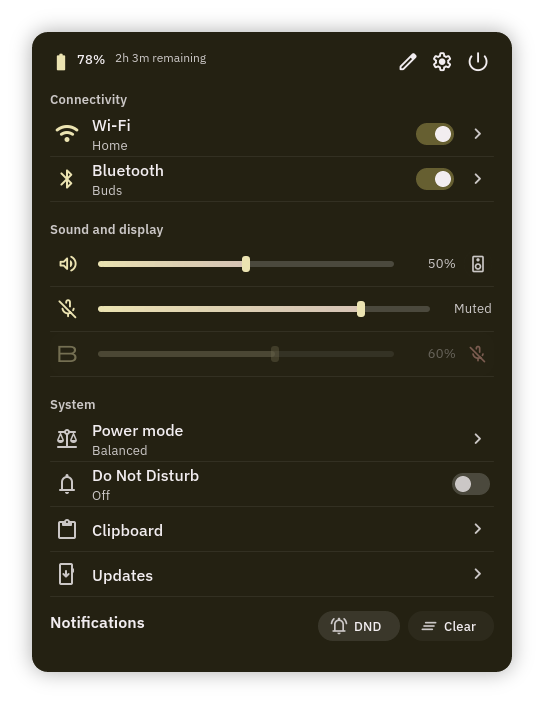 78% 2h 3m remaining
Connectivity
Wi-Fi
Home
Bluetooth
Buds
Sound and display
50%
Muted
60%
System
Power mode
Balanced
Do Not Disturb
Off
Clipboard
Updates
Notifications DND Clear